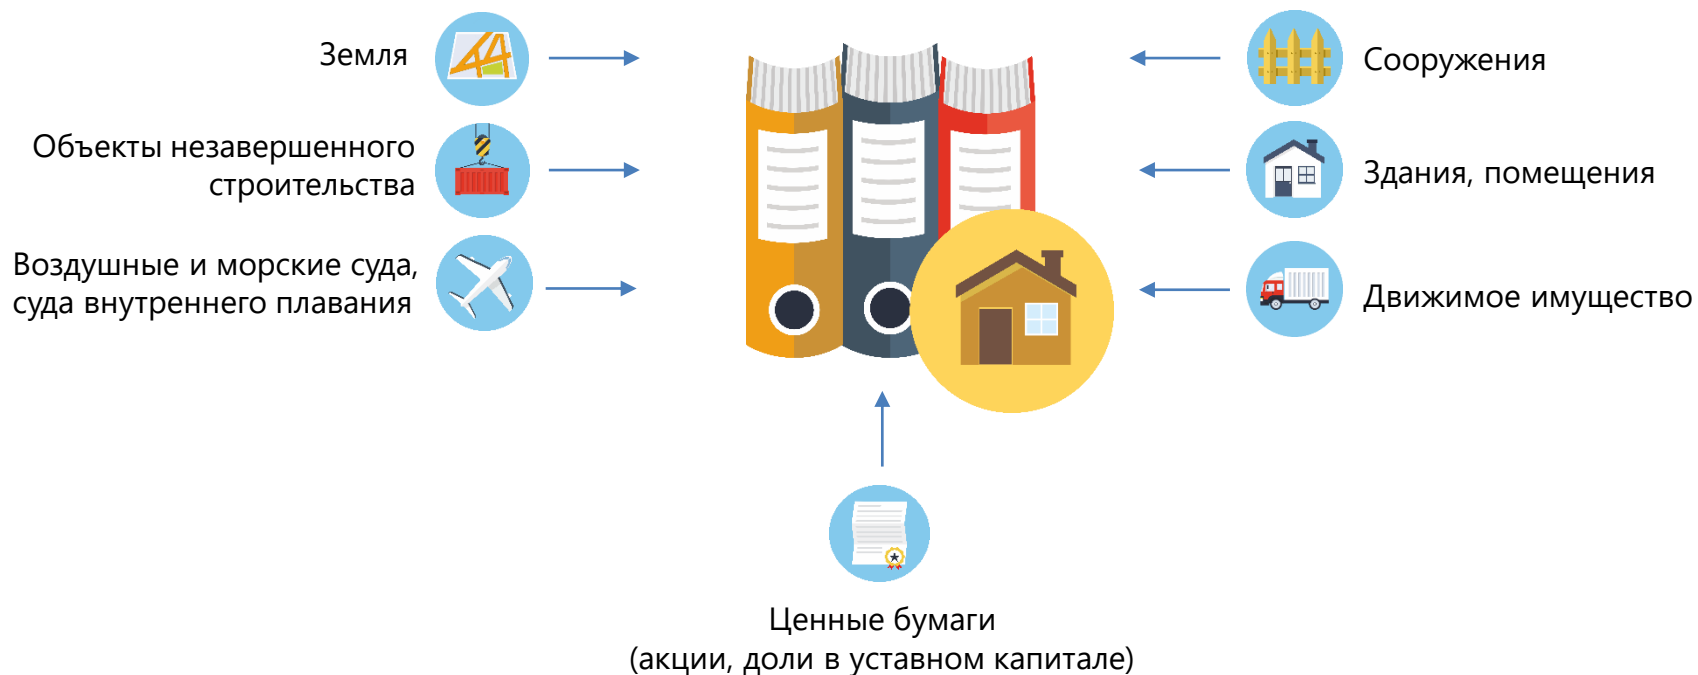 Земля
Объекты незавершенного
строительства
Воздушные и морские суда,
суда внутреннего плавания
Сооружения
Здания, помещения
Движимое имущество
Ценные бумаги
(акции, доли в уставном капитале)